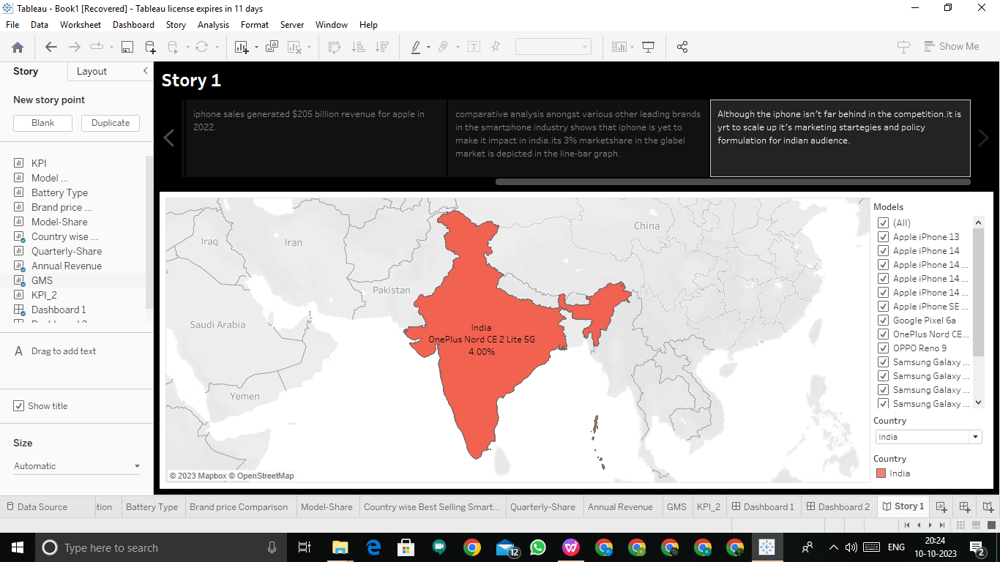 Tableau - Book1 [Recovered] - Tableau license expires in 11 days
File Data Worksheet Dashboard Story Analysis Format Server Window Help
Show Me
Story Layout
New story point
Blank Duplicate
KPI
Model ...
Battery Type
Brand price ...
Model-Share
Country wise ...
Quarterly-Share
Annual Revenue
GMS
KPI_2
Dashboard 1
A Drag to add text
Show title
Size
Automatic
Story 1
iphone sales generated $205 billion revenue for apple in
2022.
comparative analysis anongst various other leading brands
in the smartphone industry shows that iphone is yet to
make it impact in india.its 3% marketshare in the glabel
market is depicted in the line-bar graph.
Although the iphone isn't far behind in the competition.it is
yrt to scale up it's marketing startegies and policy
formulation for indian audience.
Iraq
Iran
China
Pakistan
Saudi Arabia
Yemen
India
OnePlus Nord CE 2 Lite 5G
4.00%
© 2023 Mapbox © OpenStreetMap
Models
(All)
Apple iPhone 13
Apple iPhone 14
Apple iPhone 14 ...
Apple iPhone 14 ...
Apple iPhone 14 ...
Apple iPhone SE ...
Google Pixel 6a
OnePlus Nord CE...
OPPO Reno 9
Samsung Galaxy ...
Samsung Galaxy ...
Samsung Galaxy ...
Samsung Galaxy ...
Country
India
Country
India
Data Source tion Battery Type Brand price Comparison Model-Share Country wise Best Selling Smart... Quarterly-Share Annual Revenue GMS KPI_2 Dashboard 1 Dashboard 2 Story 1
Type here to search
12
ENG
20:24
10-10-2023
2